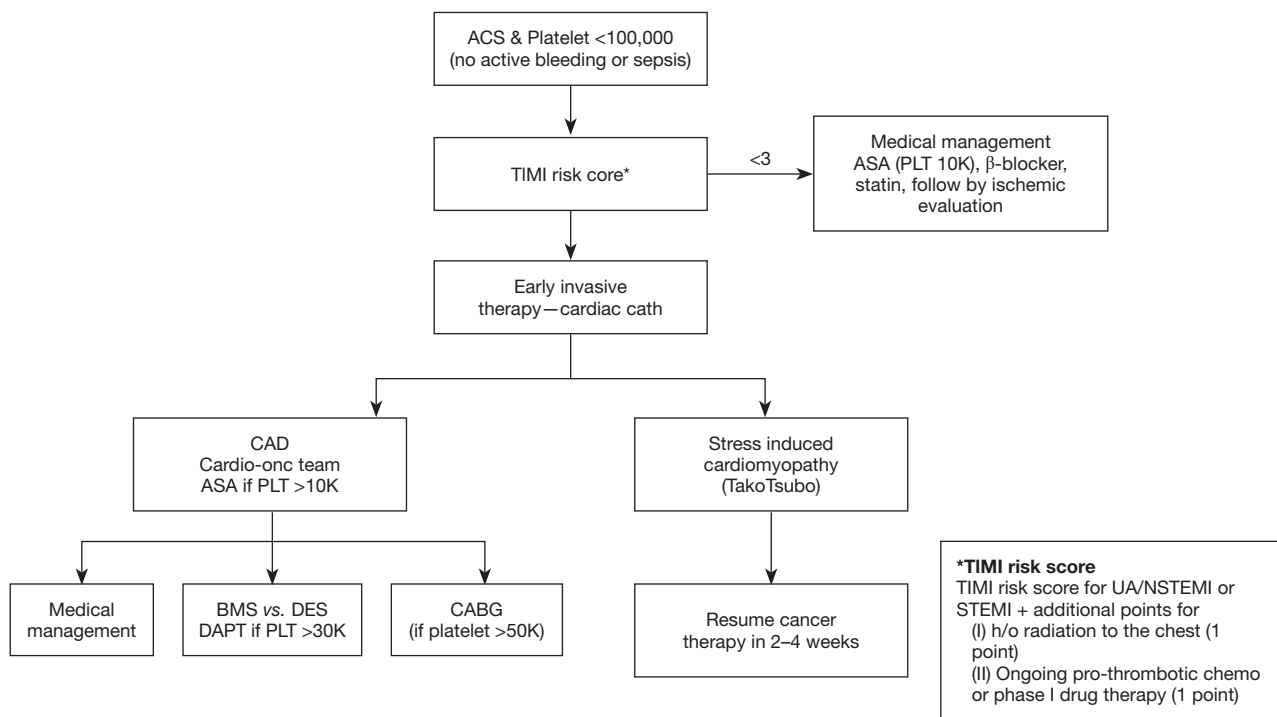 ACS & Platelet <100,000
(no active bleeding or sepsis)
TIMI risk core*
<3
Medical management
ASA (PLT 10K), β-blocker,
statin, follow by ischemic
evaluation
Early invasive
therapy—cardiac cath
CAD
Cardio-onc team
ASA if PLT >10K
Stress induced
cardiomyopathy
(TakoTsubo)
Medical
management
BMS vs. DES
DAPT if PLT >30K
CABG
(if platelet >50K)
Resume cancer
therapy in 2–4 weeks
*TIMI risk score
TIMI risk score for UA/NSTEMI or
STEMI + additional points for
(I) h/o radiation to the chest (1
point)
(II) Ongoing pro-thrombotic chemo
or phase I drug therapy (1 point)